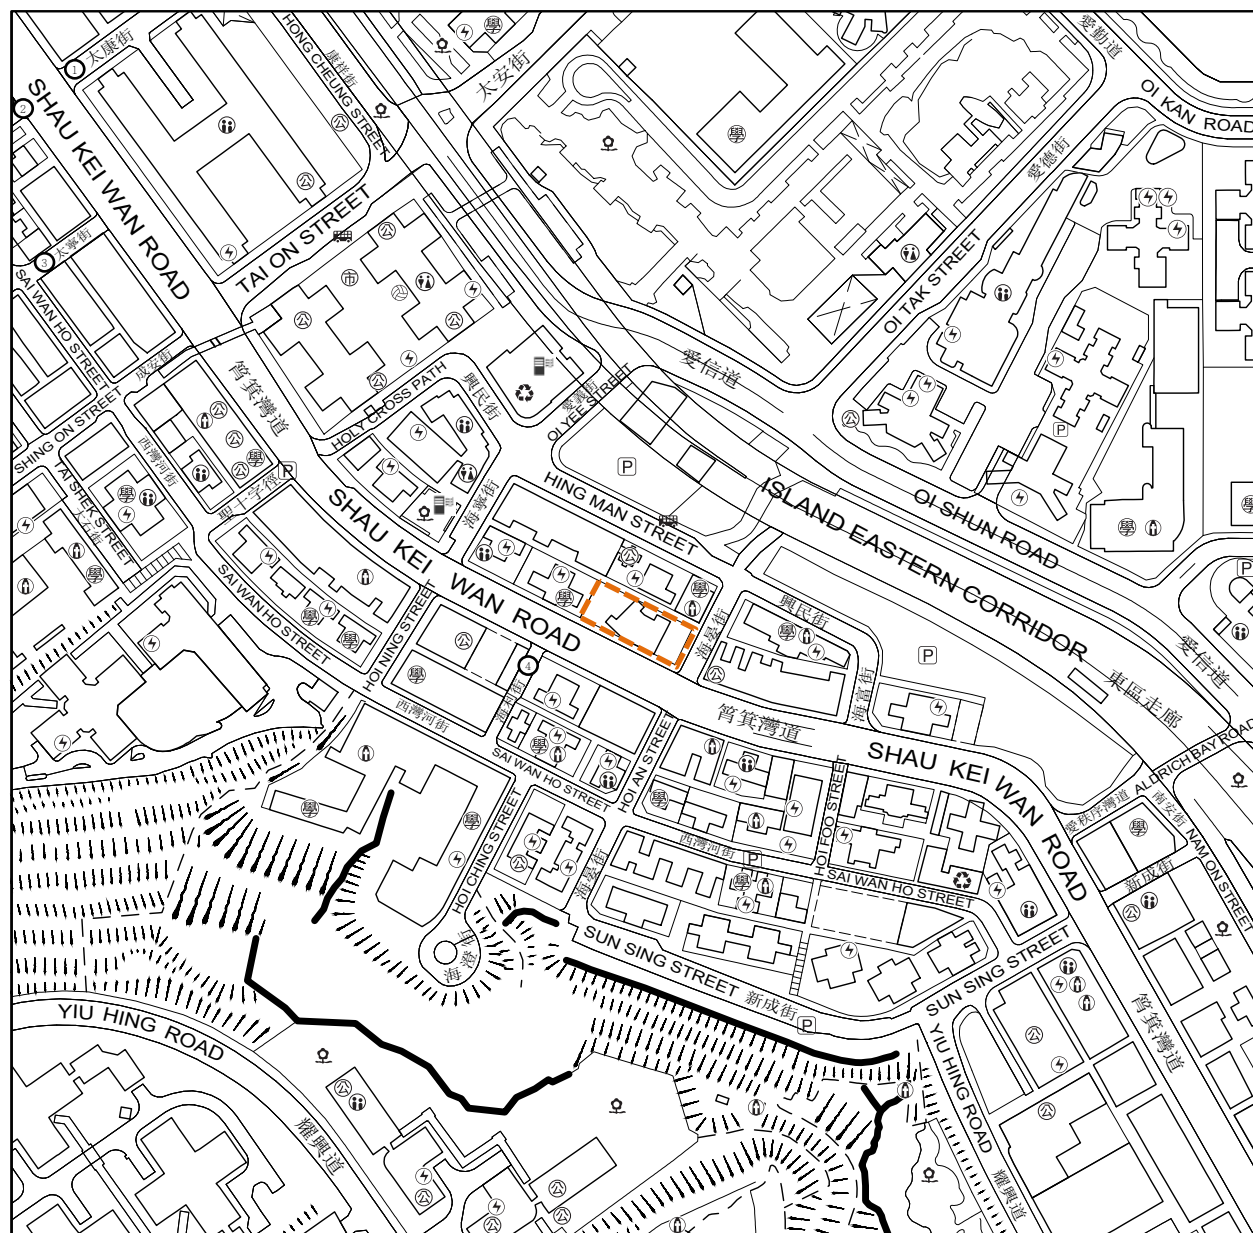 太康街
1
HONG CHEUNG STREET
康祥街
太安街
愛勤道
OI KAN ROAD
2
SHAU KEI WAN ROAD
愛德街
太寧街
3
SAI WAN HO STREET
TAI ON STREET
市
OI TAK STREET
成安街
筲箕灣道
HOLY CROSS PATH
興民街
愛義街
OI YEE STREET
愛信道
SHING ON STREET
西灣河街
TAI SHEK STREET
大石街
聖十字徑
P
海寧街
HING MAN STREET
P
ISLAND EASTERN CORRIDOR
OI SHUN ROAD
SHAU KEI WAN ROAD
SAI WAN HO STREET
HOI NING STREET
海晏街
興民街
P
P
東區走廊
愛信道
4
海利街
西灣河街
筲箕灣道
海富街
SAI WAN HO STREET
HOI AN STREET
SHAU KEI WAN ROAD
ALDRICH BAY ROAD
愛秩序灣道
南安街
NAM ON STREET
HOI FOO STREET
西灣河街
P
SAI WAN HO STREET
新成街
HOI CHING STREET
海澄街
海晏街
SUN SING STREET
新成街
P
SUN SING STREET
YIU HING ROAD
耀興道
YIU HING ROAD
耀興道
筲箕灣道
學
公